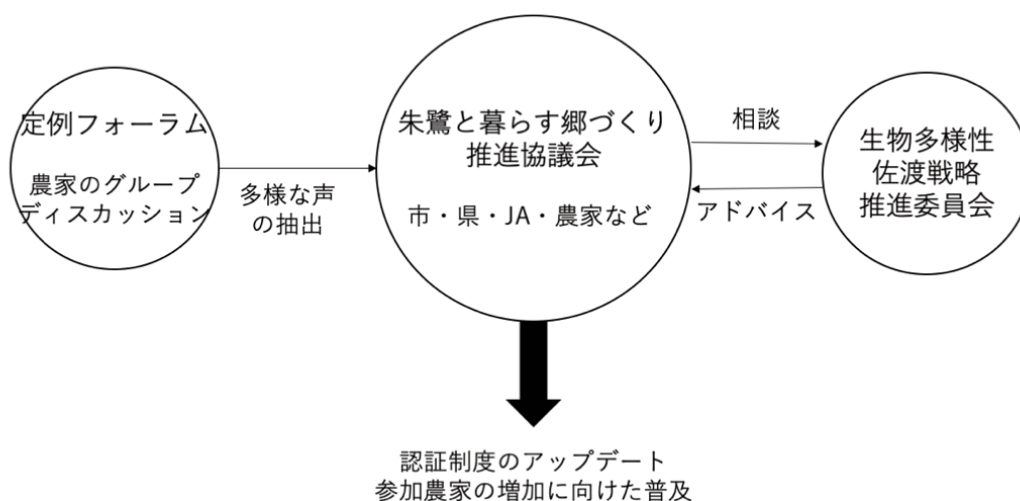 定例フォーラム
農家のグループ
ディスカッション
多様な声
の抽出
朱鷺と暮らす郷づくり
推進協議会
市・県・JA・農家など
相談
アドバイス
生物多様性
佐渡戦略
推進委員会
認証制度のアップデート
参加農家の増加に向けた普及